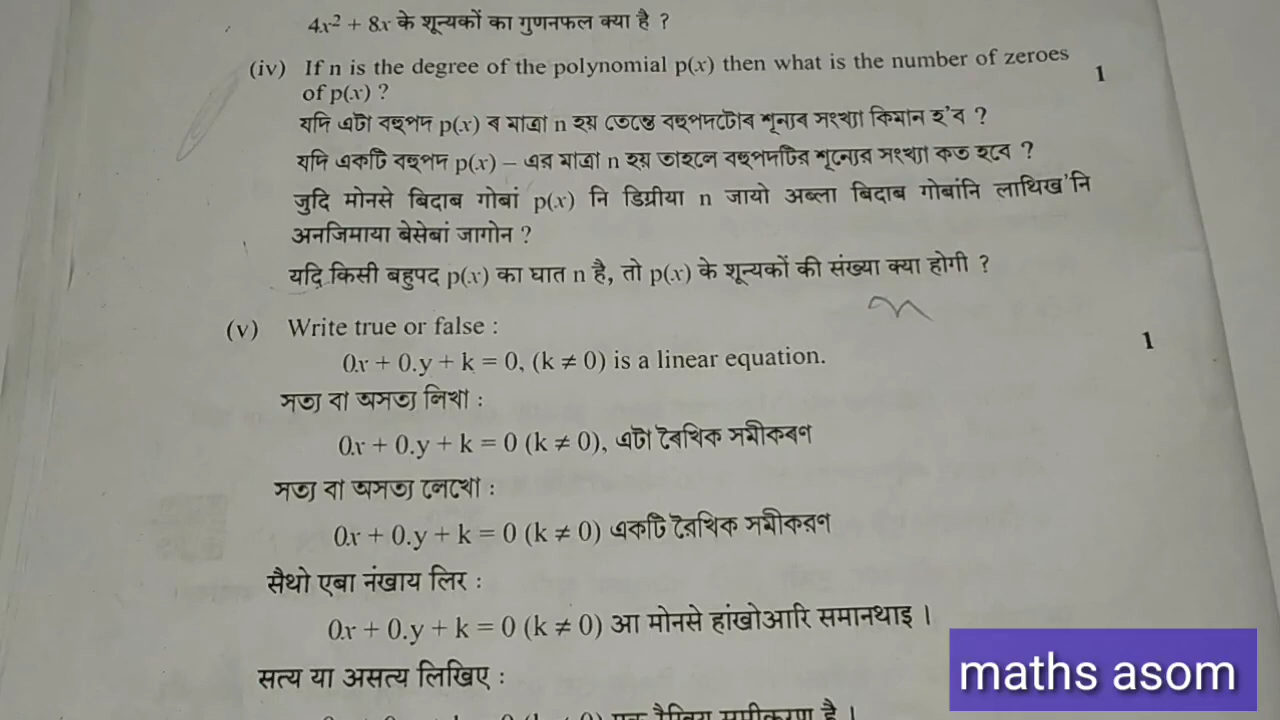 4x² + 8x के शून्यकों का गुणनफल क्या है ?
(iv) If n is the degree of the polynomial p(x) then what is the number of zeroes 1
of p(x) ?
যদি এটা বহুপদ p(x) ৰ মাত্ৰা n হয় তেন্তে বহুপদটোৰ শূন্যৰ সংখ্যা কিমান হ'ব ?
যদি একটি বহুপদ p(x) – এর মাত্রা n হয় তাহলে বহুপদটির শূন্যের সংখ্যা কত হবে ?
जुदि मोनसे बिदाब गोबां p(x) नि डिग्रीया n जायो अब्ला बिदाब गोबांनि लाथिख'नि
अनजिमाया बेसेबां जागोन ?
यदि किसी बहुपद p(x) का घात n है, तो p(x) के शून्यकों की संख्या क्या होगी ?
n
(v) Write true or false : 1
0.x + 0.y + k = 0, (k ≠ 0) is a linear equation.
সত্য বা অসত্য লিখা :
0.x + 0.y + k = 0 (k ≠ 0), এটা ৰৈখিক সমীকৰণ
সত্য বা অসত্য লেখো :
0.x + 0.y + k = 0 (k ≠ 0) একটি রৈখিক সমীকরণ
सैथो एबा नंखाय लिर :
0.x + 0.y + k = 0 (k ≠ 0) आ मोनसे हांखोआरि समानथाइ ।
सत्य या असत्य लिखिए :
maths asom